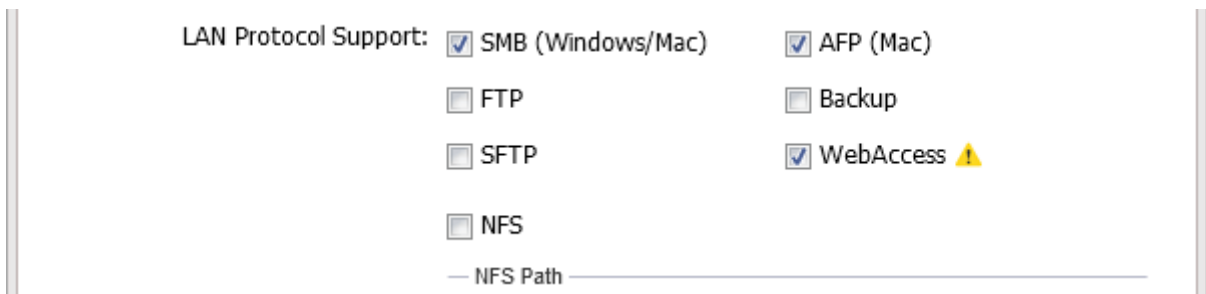 LAN Protocol Support: SMB (Windows/Mac) AFP (Mac)
FTP Backup
SFTP WebAccess
NFS
NFS Path